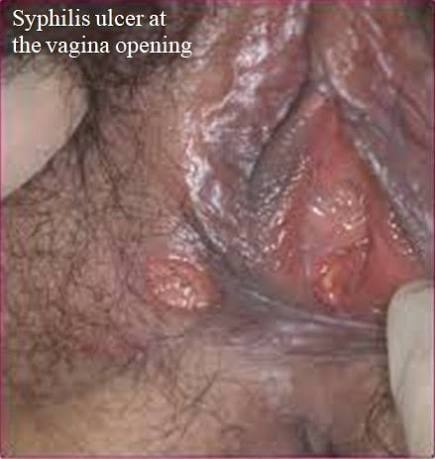 Syphilis ulcer at
the vagina opening